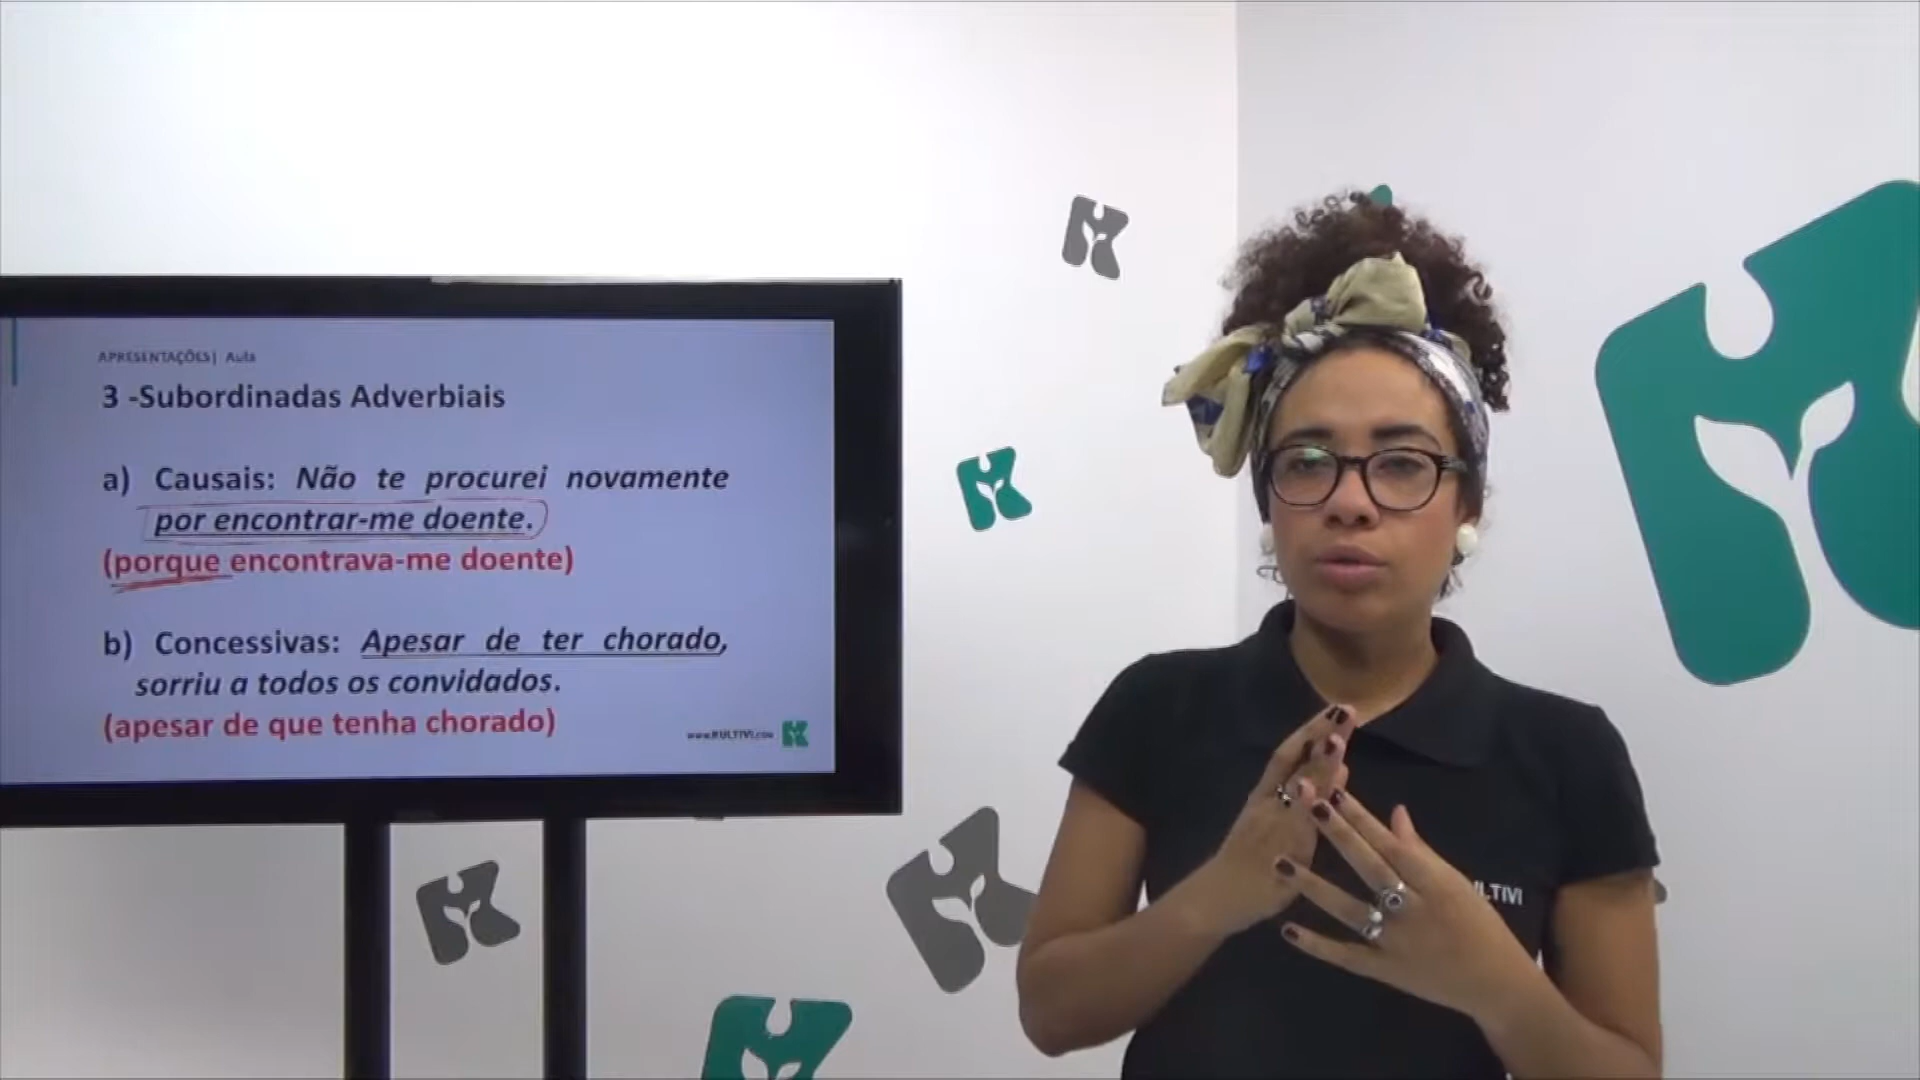 APRESENTAÇÕES| Aula
3 -Subordinadas Adverbiais
a) Causais: Não te procurei novamente
por encontrar-me doente.
(porque encontrava-me doente)
b) Concessivas: Apesar de ter chorado,
sorriu a todos os convidados.
(apesar de que tenha chorado)
www.KULTIVI.com
LTIVI